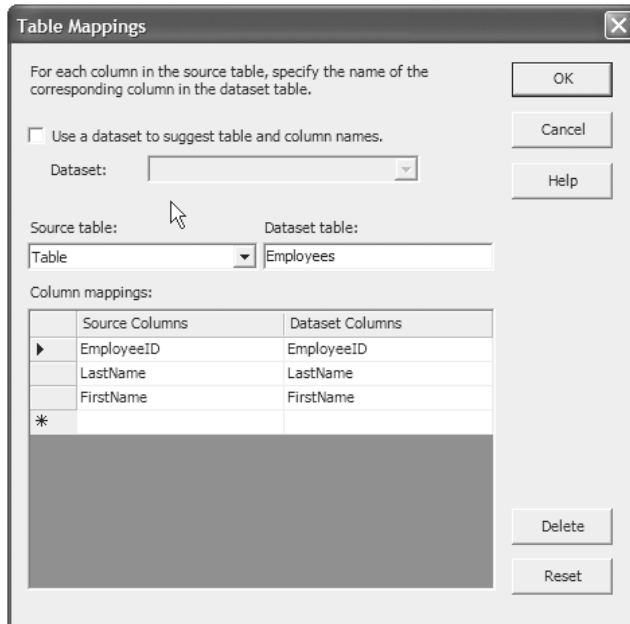 Table Mappings
For each column in the source table, specify the name of the
corresponding column in the dataset table.
OK
Use a dataset to suggest table and column names.
Cancel
Dataset:
Help
Source table:
Dataset table:
Table
Employees
Column mappings:
Source Columns
Dataset Columns
EmployeeID
EmployeeID
LastName
LastName
FirstName
FirstName
Delete
Reset